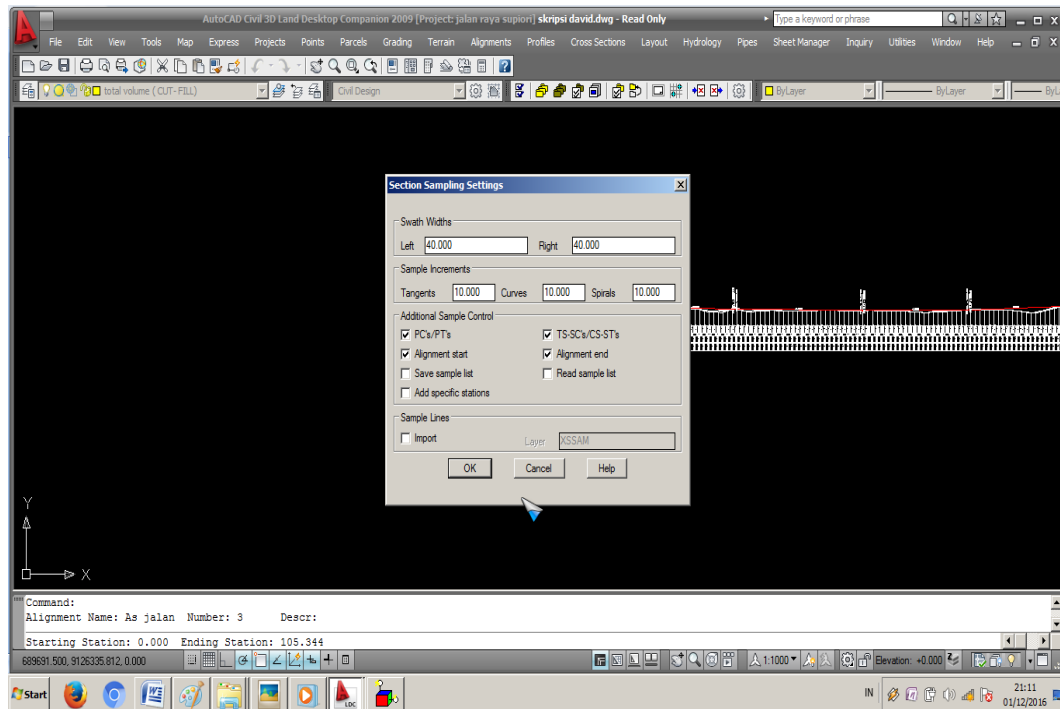 AutoCAD Civil 3D Land Desktop Companion 2009 [Project: jalan raya supiori] skripsi david.dwg - Read Only
Type a keyword or phrase
File Edit View Tools Map Express Projects Points Parcels Grading Terrain Alignments Profiles Cross Sections Layout Hydrology Pipes Sheet Manager Inquiry Utilities Window Help
total volume ( CUT- FILL) Civil Design ByLayer ByLayer ByL
Section Sampling Settings
Swath Widths
Left 40.000 Right 40.000
Sample Increments
Tangents 10.000 Curves 10.000 Spirals 10.000
Additional Sample Control
PC's/PT's TS-SC's/CS-ST's
Alignment start Alignment end
Save sample list Read sample list
Add specific stations
Sample Lines
Import Layer XSSAM
OK Cancel Help
Y
X
Command:
Alignment Name: As jalan Number: 3 Descr:
Starting Station: 0.000 Ending Station: 105.344
689691.500, 9126335.812, 0.000 1:1000 Elevation: +0.000
Start LDC IN 21:11
01/12/2016